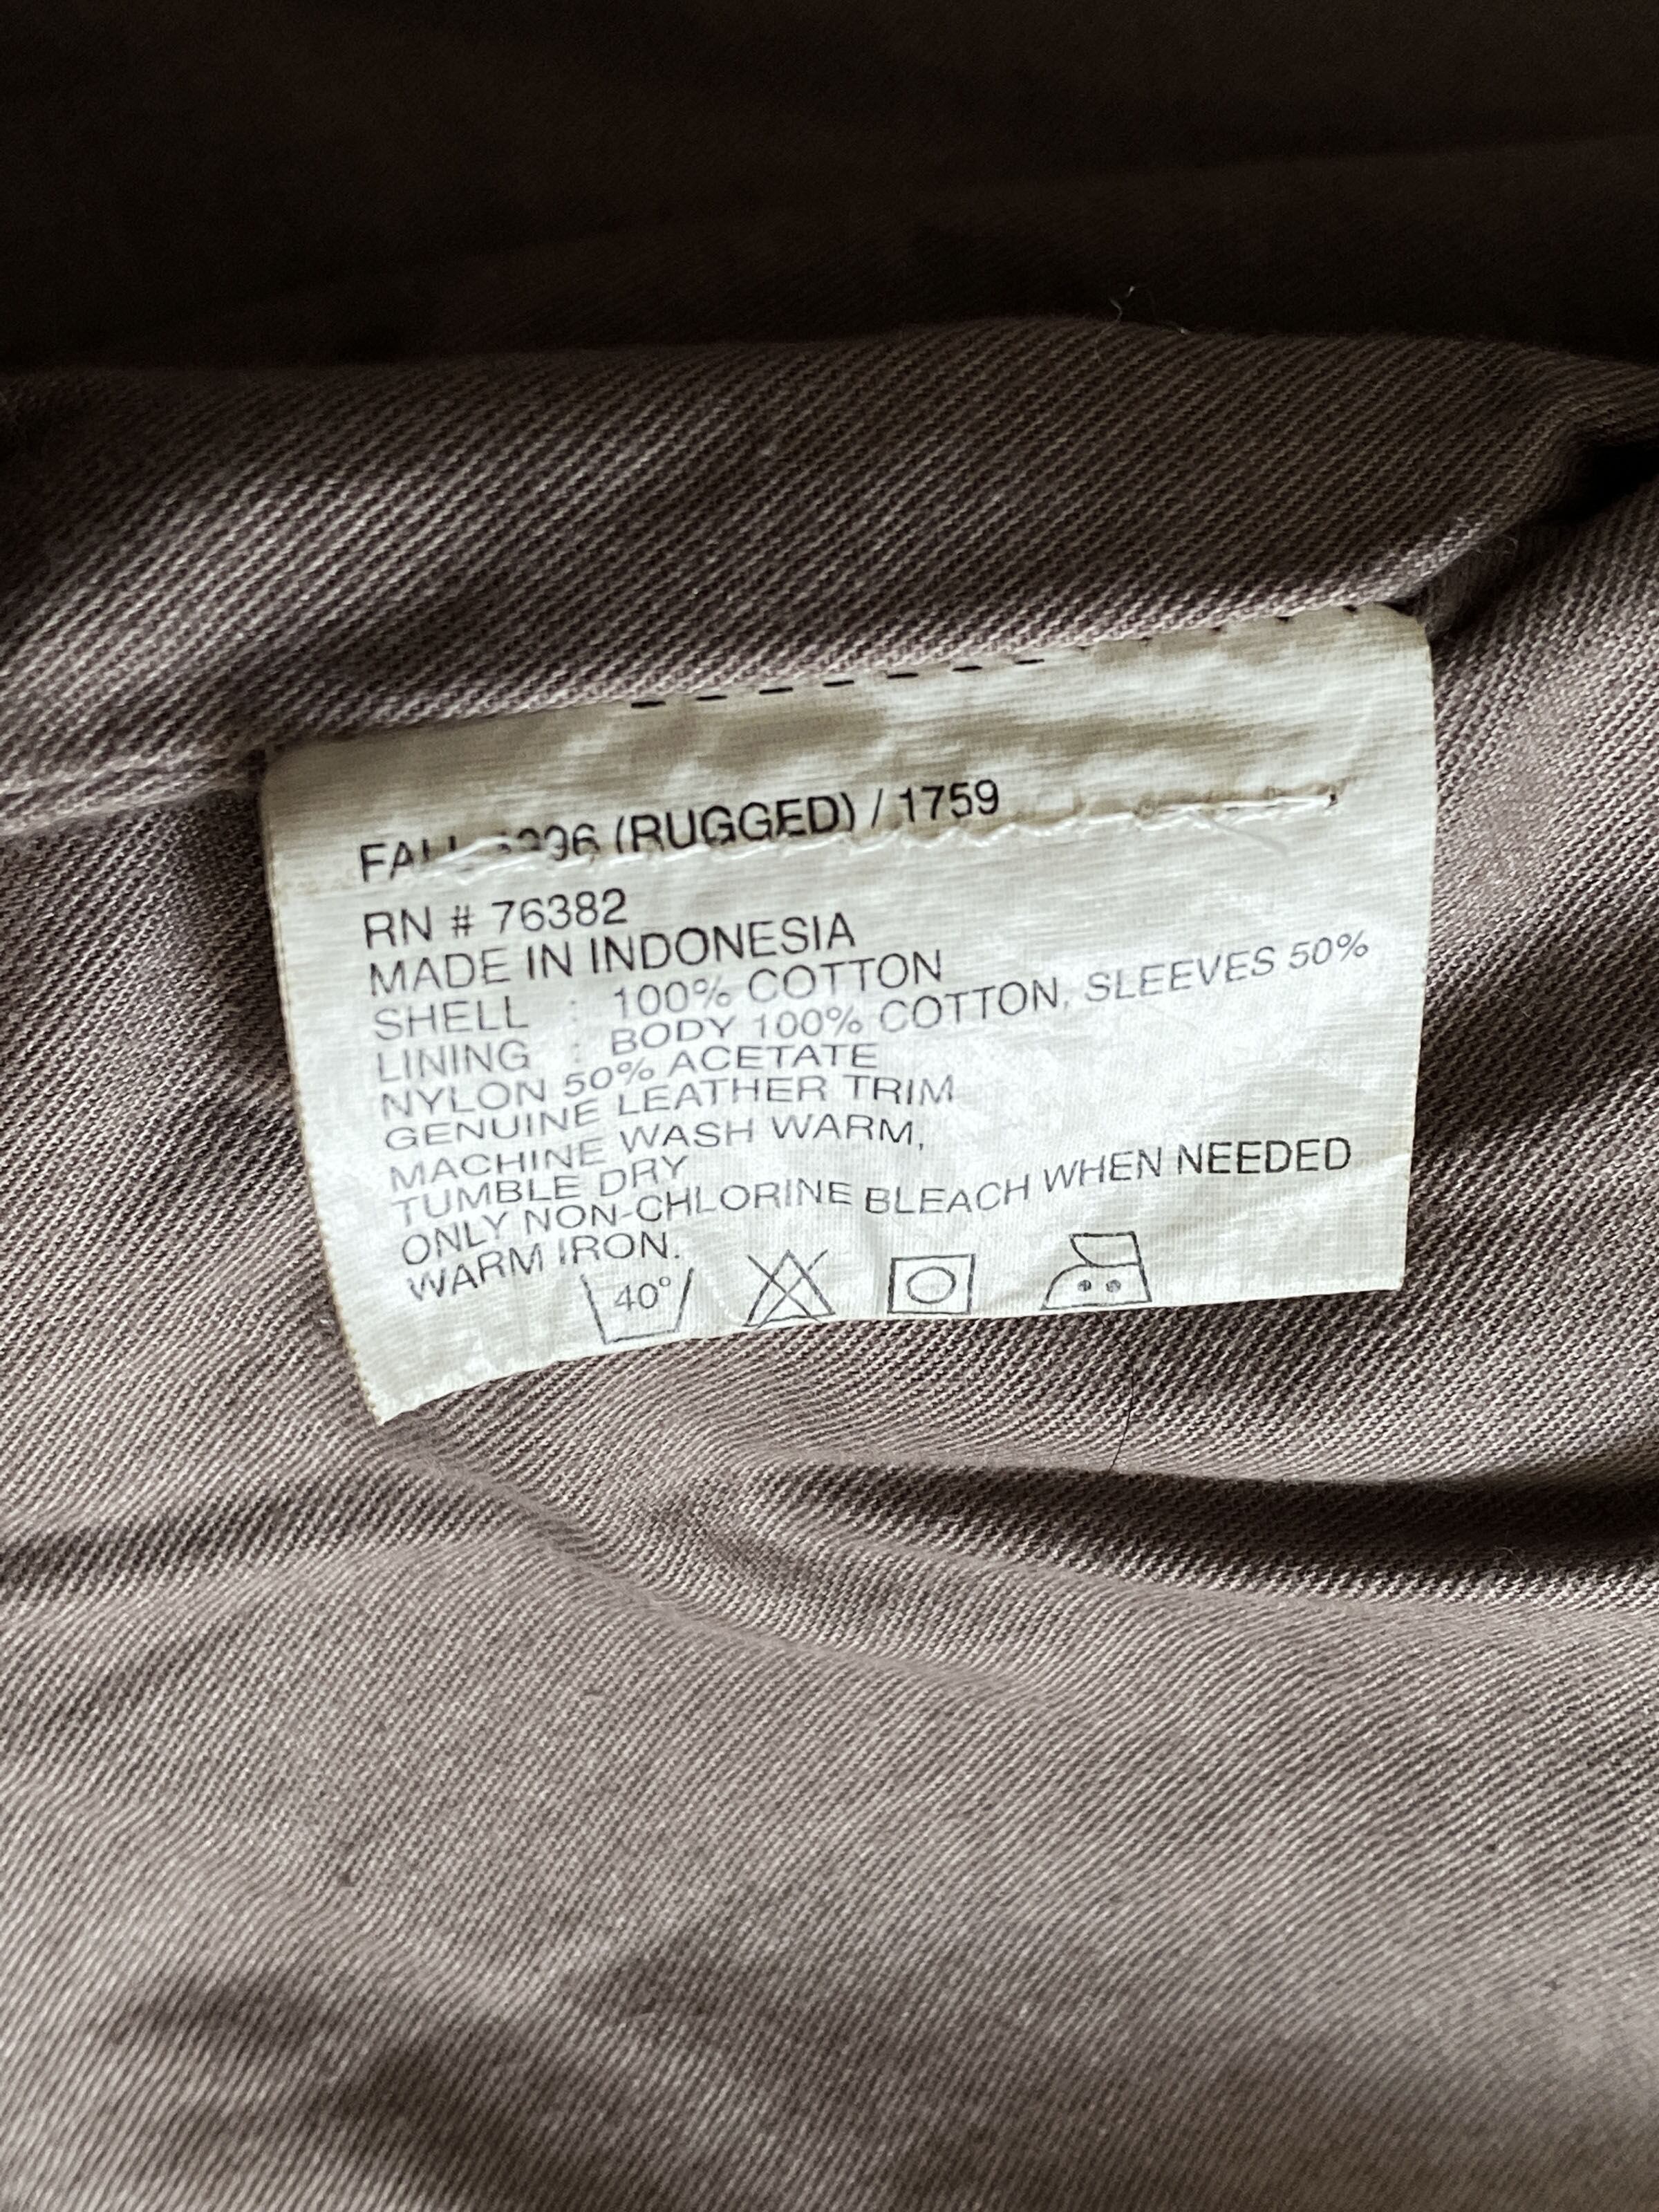 (RUGGED) / 1759
RN # 76382
MADE IN INDONESIA
SHELL : 100% COTTON
LINING : BODY 100% COTTON, SLEEVES 50%
NYLON 50% ACETATE
GENUINE LEATHER TRIM
MACHINE WASH WARM,
TUMBLE DRY
ONLY NON-CHLORINE BLEACH WHEN NEEDED
WARM IRON.
40°